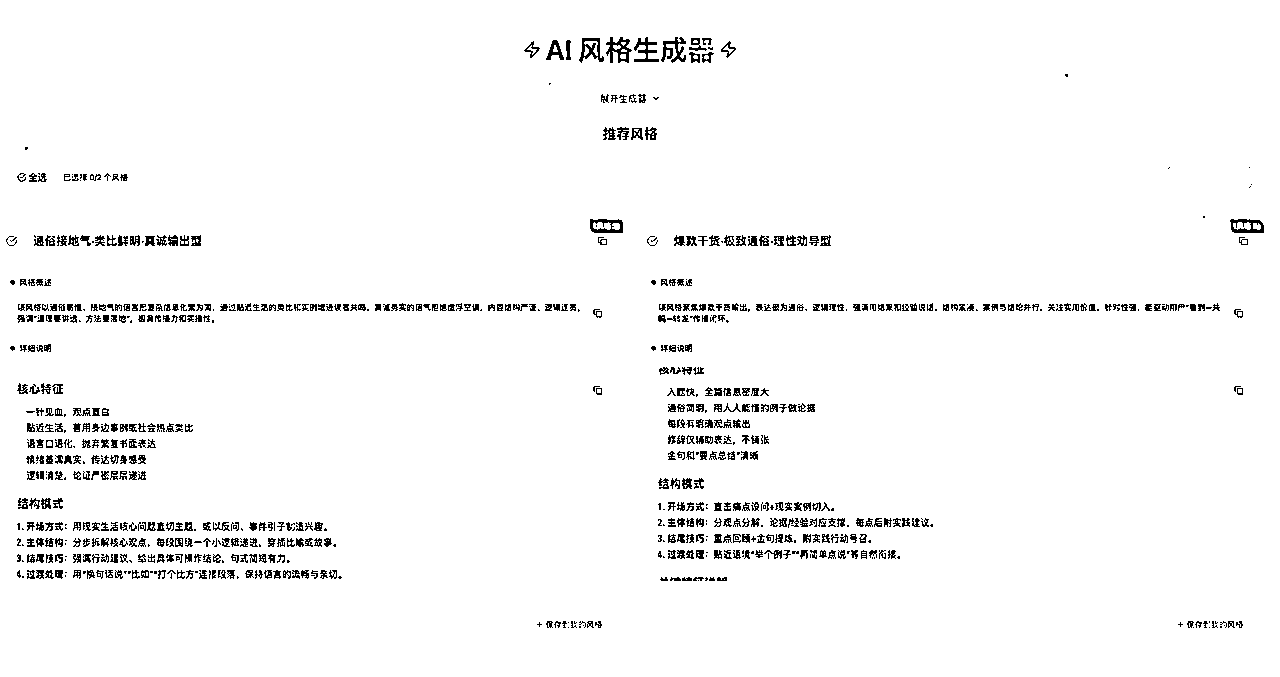 AI 风格生成器
展开生成器
推荐风格
全选 已选择 0/2 个风格
通俗接地气·类比鲜明·真诚输出型
风格概述
该风格以通俗易懂、接地气的语言把复杂信息化繁为简，通过贴近生活的类比和实例增进读者共鸣。真诚务实的语气拒绝虚浮空谈，内容结构严谨、逻辑连贯，
强调“道理要讲透、方法要落地”，极具传播力和实操性。
详细说明
核心特征
一针见血，观点直白
贴近生活，善用身边事例或社会热点类比
语言口语化、抛弃繁复书面表达
情绪基调真实、传达切身感受
逻辑清楚，论证严密层层递进
结构模式
1. 开场方式：用现实生活核心问题直切主题，或以反问、事件引子制造兴趣。
2. 主体结构：分步拆解核心观点，每段围绕一个小逻辑递进，穿插比喻或故事。
3. 结尾技巧：强调行动建议、给出具体可操作结论，句式简短有力。
4. 过渡处理：用“换句话说”“比如”“打个比方”连接段落，保持语言的流畅与亲切。
+ 保存到我的风格
爆款干货·极致通俗·理性劝导型
风格概述
该风格聚焦爆款干货输出，表达极为通俗、逻辑理性，强调用结果和经验说话，结构紧凑、案例与结论并行，关注实用价值，针对性强，能驱动用户“看到—共
鸣—转发”传播闭环。
详细说明
核心特征
入题快，全篇信息密度大
通俗简明，用人人能懂的例子做论据
每段有明确观点输出
修辞仅辅助表达，不铺张
金句和“要点总结”清晰
结构模式
1. 开场方式：直击痛点设问+现实案例切入。
2. 主体结构：分观点分解，论据/经验对应支撑，每点后附实践建议。
3. 结尾技巧：重点回顾+金句提炼，附实践行动号召。
4. 过渡处理：贴近语境“举个例子”“再简单点说”等自然衔接。
+ 保存到我的风格